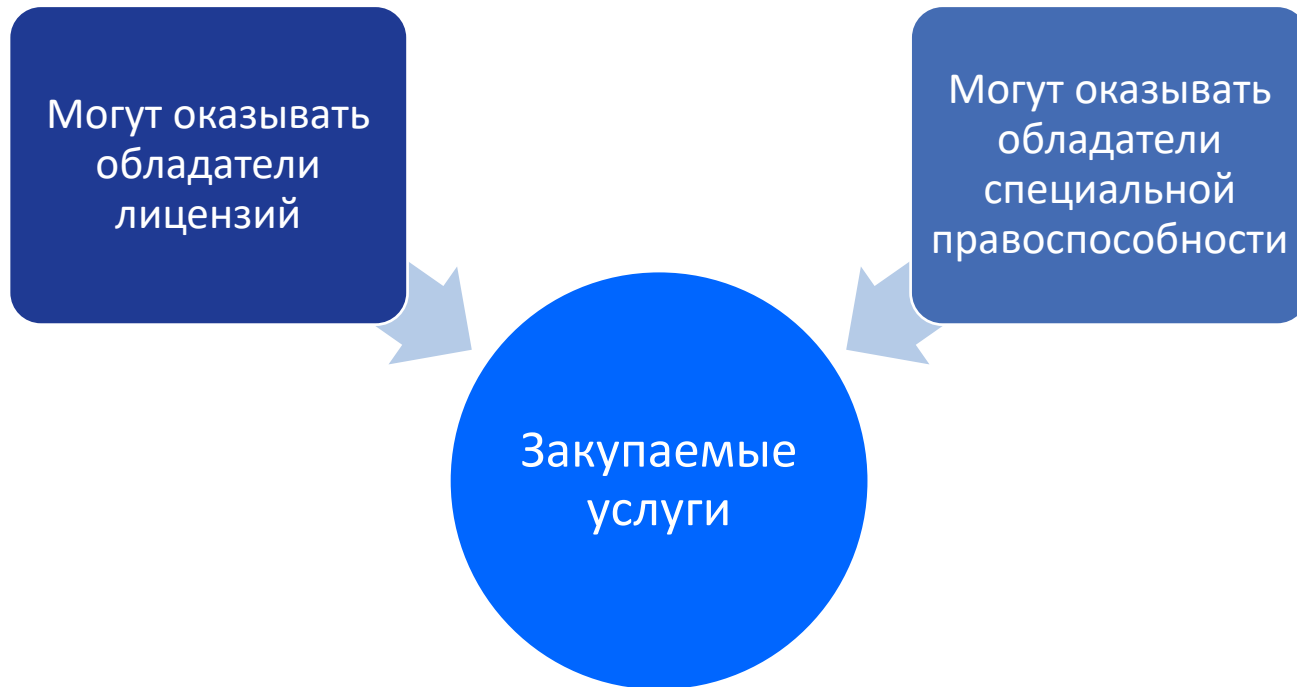 Могут оказывать
обладатели
лицензий
Могут оказывать
обладатели
специальной
правоспособности
Закупаемые
услуги